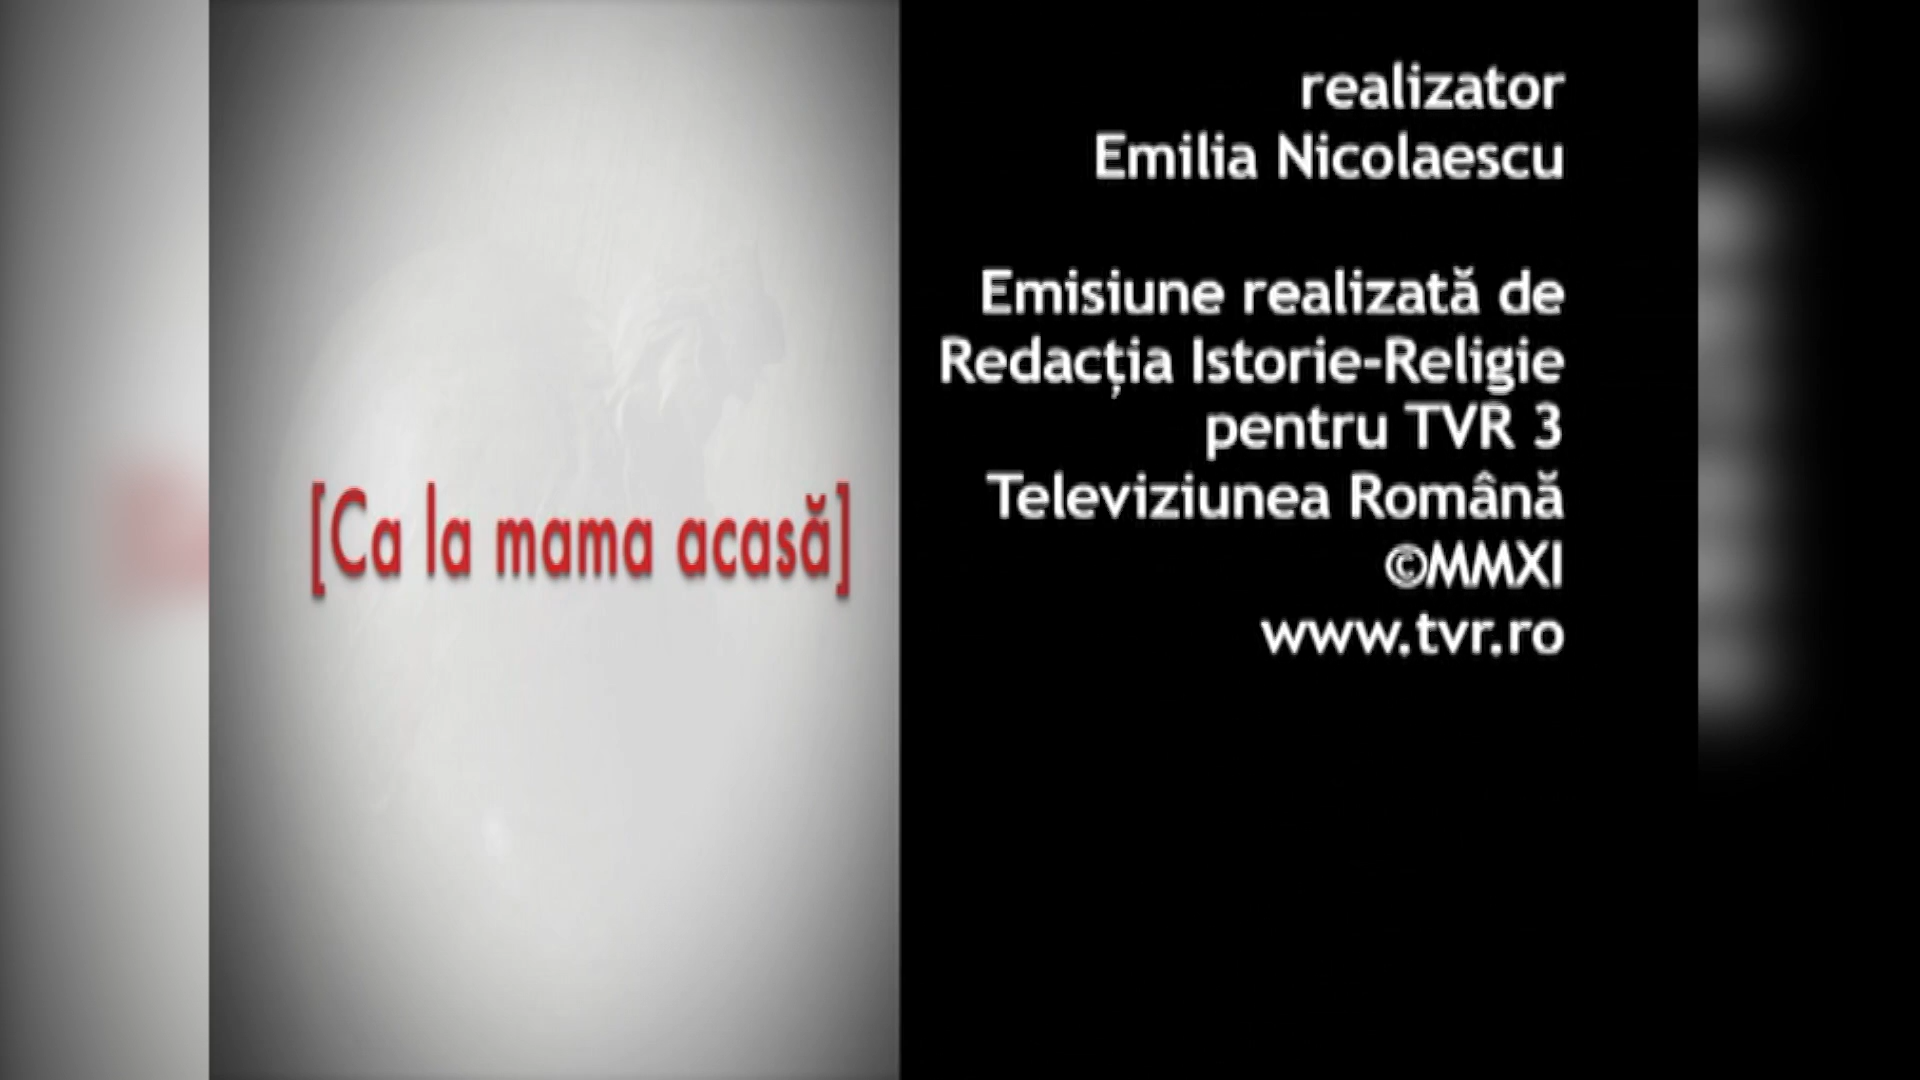 [Ca la mama acasă]
realizator
Emilia Nicolaescu
Emisiune realizată de
Redacția Istorie-Religie
pentru TVR 3
Televiziunea Română
©MMXI
www.tvr.ro